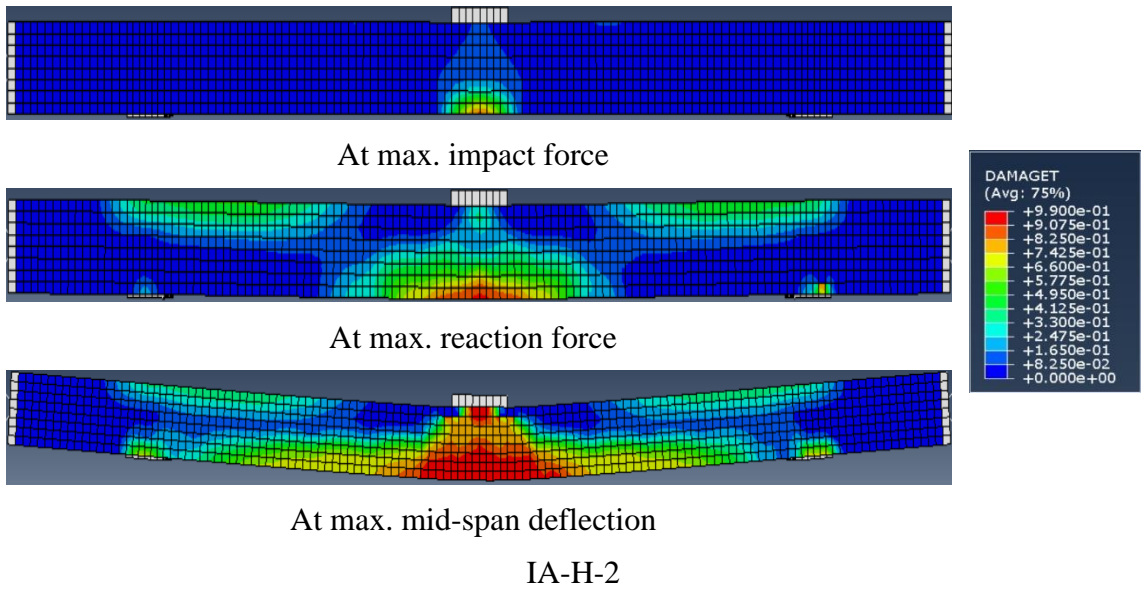 At max. impact force
DAMAGET
(Avg: 75%)
+9.900e-01
+9.075e-01
+8.250e-01
+7.425e-01
+6.600e-01
+5.775e-01
+4.950e-01
+4.125e-01
+3.300e-01
+2.475e-01
+1.650e-01
+8.250e-02
+0.000e+00
At max. reaction force
At max. mid-span deflection
IA-H-2